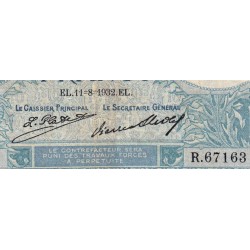 EL.11=8=1932.EL.
LE CAISSIER PRINCIPAL LE SECRÉTAIRE GÉNÉRAL
R.67163
LE CONTREFACTEUR SERA
PUNI DES TRAVAUX FORCÉS
A PERPÉTUITÉ